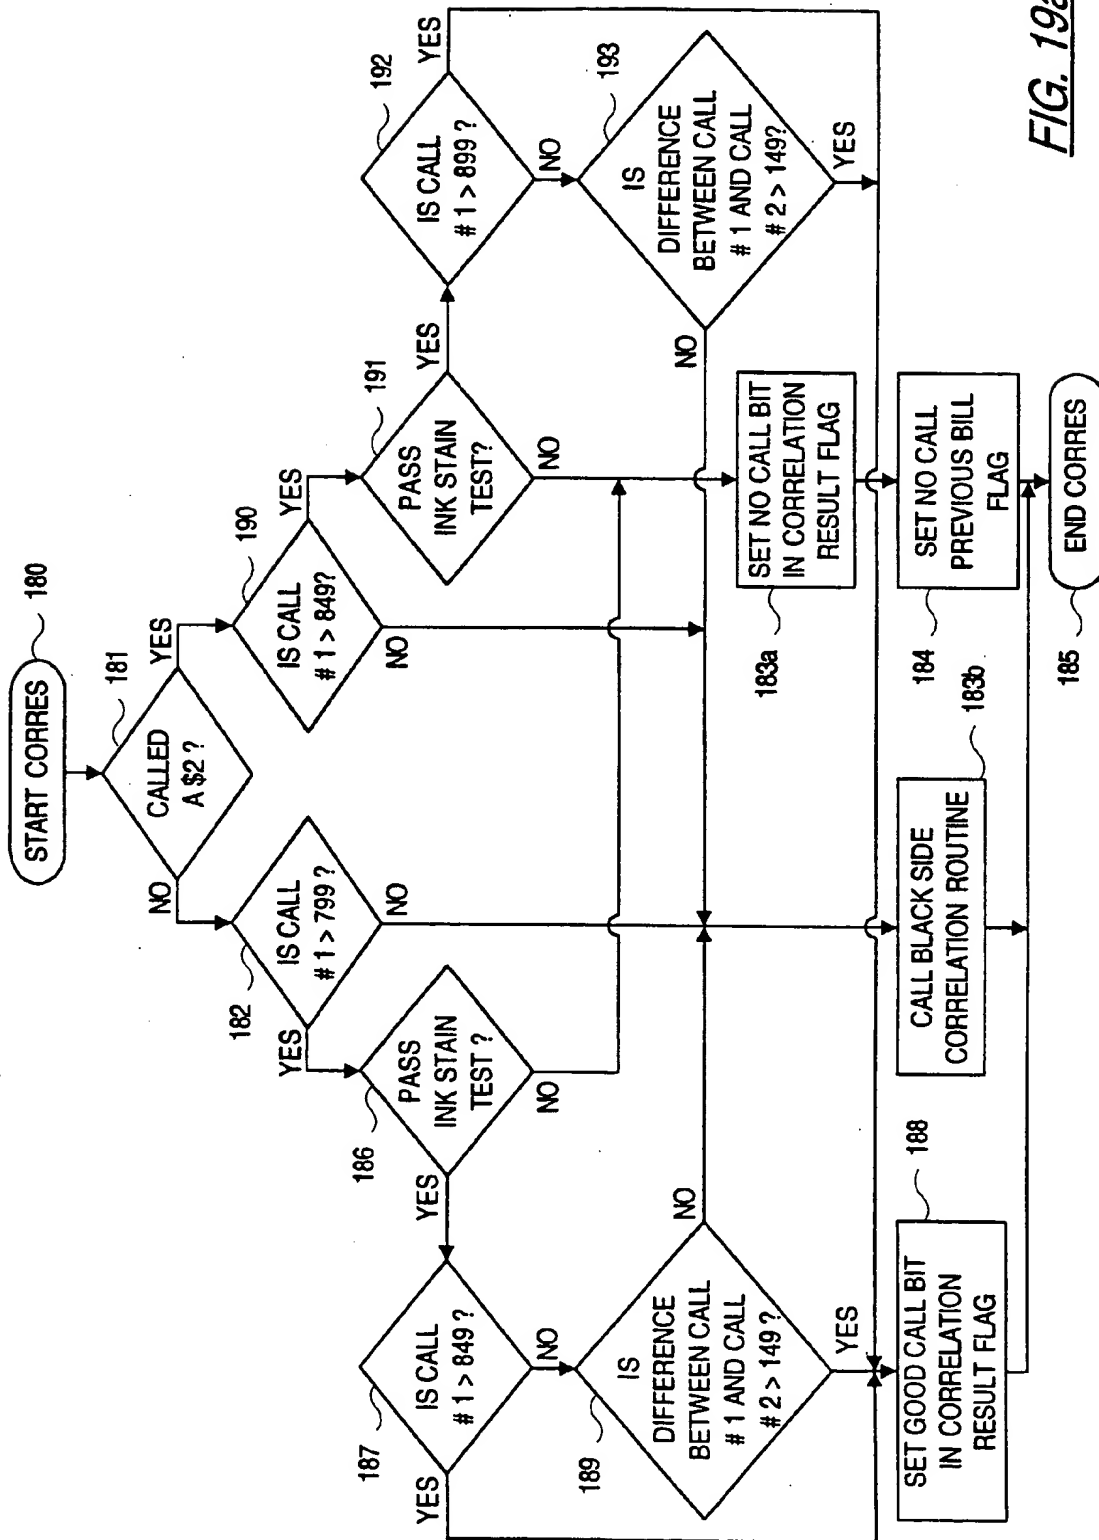 START CORRES
180
CALLED
A $2 ?
181
NO
YES
IS CALL
# 1 > 799 ?
182
YES
NO
IS CALL
# 1 > 849?
190
YES
NO
PASS
INK STAIN
TEST ?
186
YES
NO
PASS
INK STAIN
TEST?
191
YES
NO
IS CALL
# 1 > 849 ?
187
YES
NO
IS CALL
# 1 > 899 ?
192
YES
NO
IS
DIFFERENCE
BETWEEN CALL
# 1 AND CALL
# 2 > 149 ?
189
NO
YES
IS
DIFFERENCE
BETWEEN CALL
# 1 AND CALL
# 2 > 149?
193
NO
YES
SET NO CALL BIT
IN CORRELATION
RESULT FLAG
183a
SET GOOD CALL BIT
IN CORRELATION
RESULT FLAG
188
CALL BLACK SIDE
CORRELATION ROUTINE
183b
SET NO CALL
PREVIOUS BILL
FLAG
184
END CORRES
185
FIG. 19a